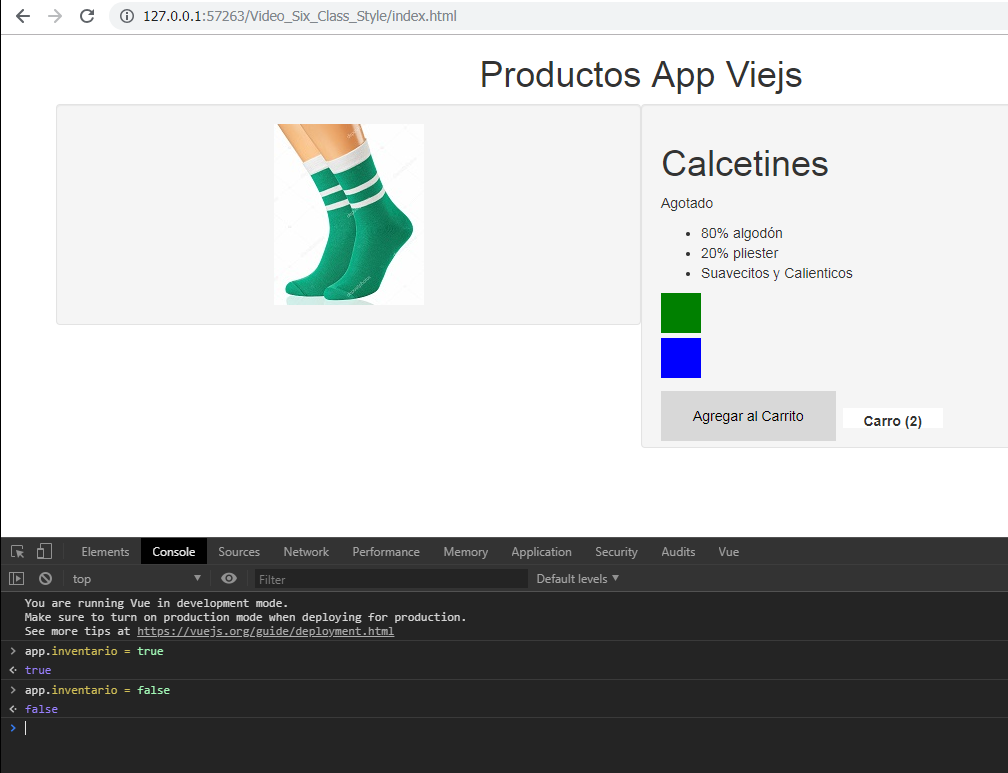 127.0.0.1:57263/Video_Six_Class_Style/index.html
Productos App Viejs
Calcetines
Agotado
• 80% algodón
• 20% pliester
• Suavecitos y Calienticos
Agregar al Carrito
Carro (2)
Elements Console Sources Network Performance Memory Application Security Audits Vue
top Filter Default levels
You are running Vue in development mode.
Make sure to turn on production mode when deploying for production.
See more tips at https://vuejs.org/guide/deployment.html
> app.inventario = true
true
> app.inventario = false
false
>